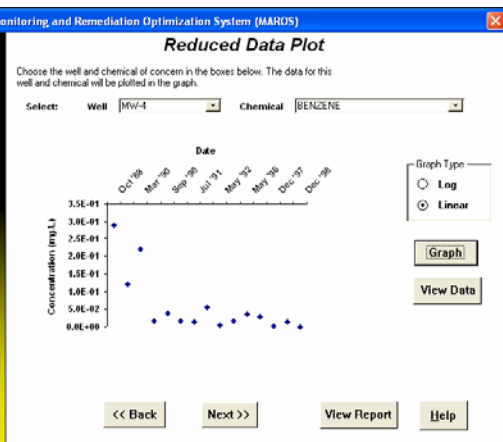 onitoring and Remediation Optimization System (MAROS)
Reduced Data Plot
Choose the well and chemical of concern in the boxes below. The data for this
well and chemical will be plotted in the graph.
Select: Well MW-4 Chemical BENZENE
Date
Oct '88 Mar '90 Sep '90 Jul '91 May '92 May '96 Dec '97 Dec '98
Graph Type
Log
Linear
Concentration (mg/L)
3.5E-01
3.0E-01
2.5E-01
2.0E-01
1.5E-01
1.0E-01
5.0E-02
0.0E+00
Graph
View Data
<< Back Next >> View Report Help